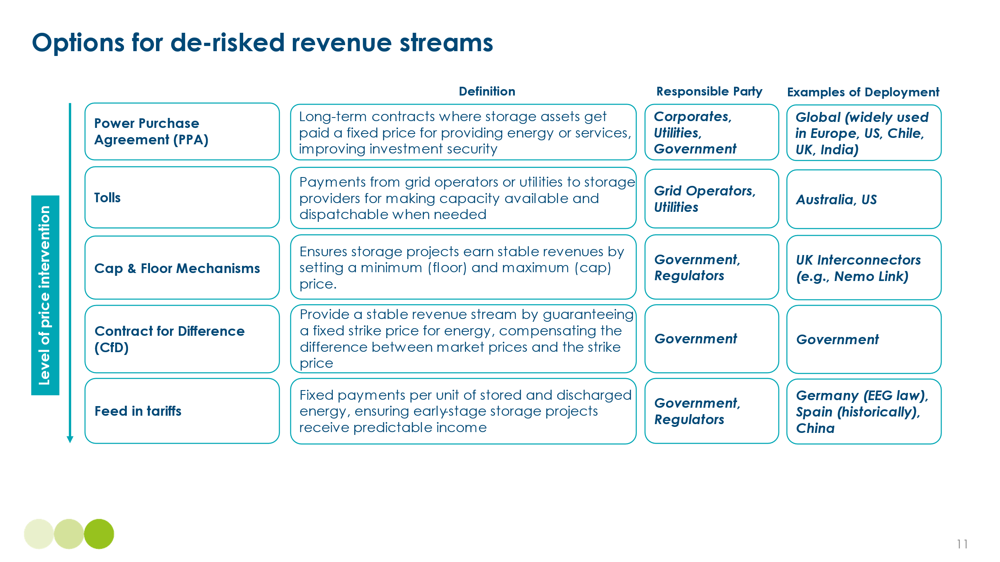 Options for de-risked revenue streams
Definition
Responsible Party
Examples of Deployment
Level of price intervention
Power Purchase
Agreement (PPA)
Long-term contracts where storage assets get
paid a fixed price for providing energy or services,
improving investment security
Corporates,
Utilities,
Government
Global (widely used
in Europe, US, Chile,
UK, India)
Tolls
Payments from grid operators or utilities to storage
providers for making capacity available and
dispatchable when needed
Grid Operators,
Utilities
Australia, US
Cap & Floor Mechanisms
Ensures storage projects earn stable revenues by
setting a minimum (floor) and maximum (cap)
price.
Government,
Regulators
UK Interconnectors
(e.g., Nemo Link)
Contract for Difference
(CfD)
Provide a stable revenue stream by guaranteeing
a fixed strike price for energy, compensating the
difference between market prices and the strike
price
Government
Government
Feed in tariffs
Fixed payments per unit of stored and discharged
energy, ensuring early-stage storage projects
receive predictable income
Government,
Regulators
Germany (EEG law),
Spain (historically),
China
11